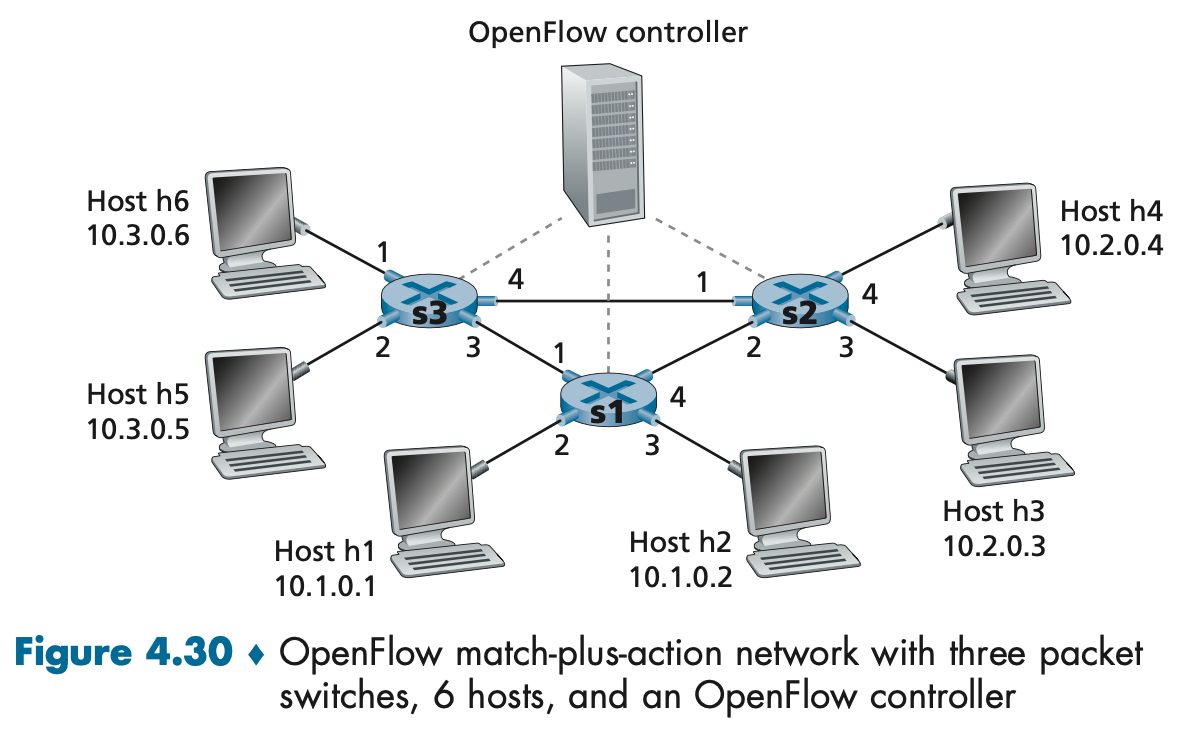 OpenFlow controller
Host h6
10.3.0.6
Host h4
10.2.0.4
1
4
1
4
s3
s2
2
3
1
2
3
Host h5
10.3.0.5
s1
4
2
3
Host h1
10.1.0.1
Host h2
10.1.0.2
Host h3
10.2.0.3
Figure 4.30 ♦ OpenFlow match-plus-action network with three packet
switches, 6 hosts, and an OpenFlow controller